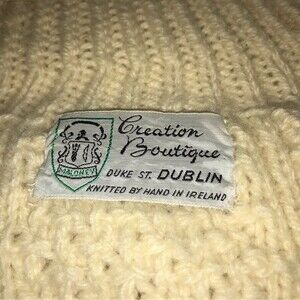 Creation
Boutique
DUKE ST. DUBLIN
KNITTED BY HAND IN IRELAND
MALONEY